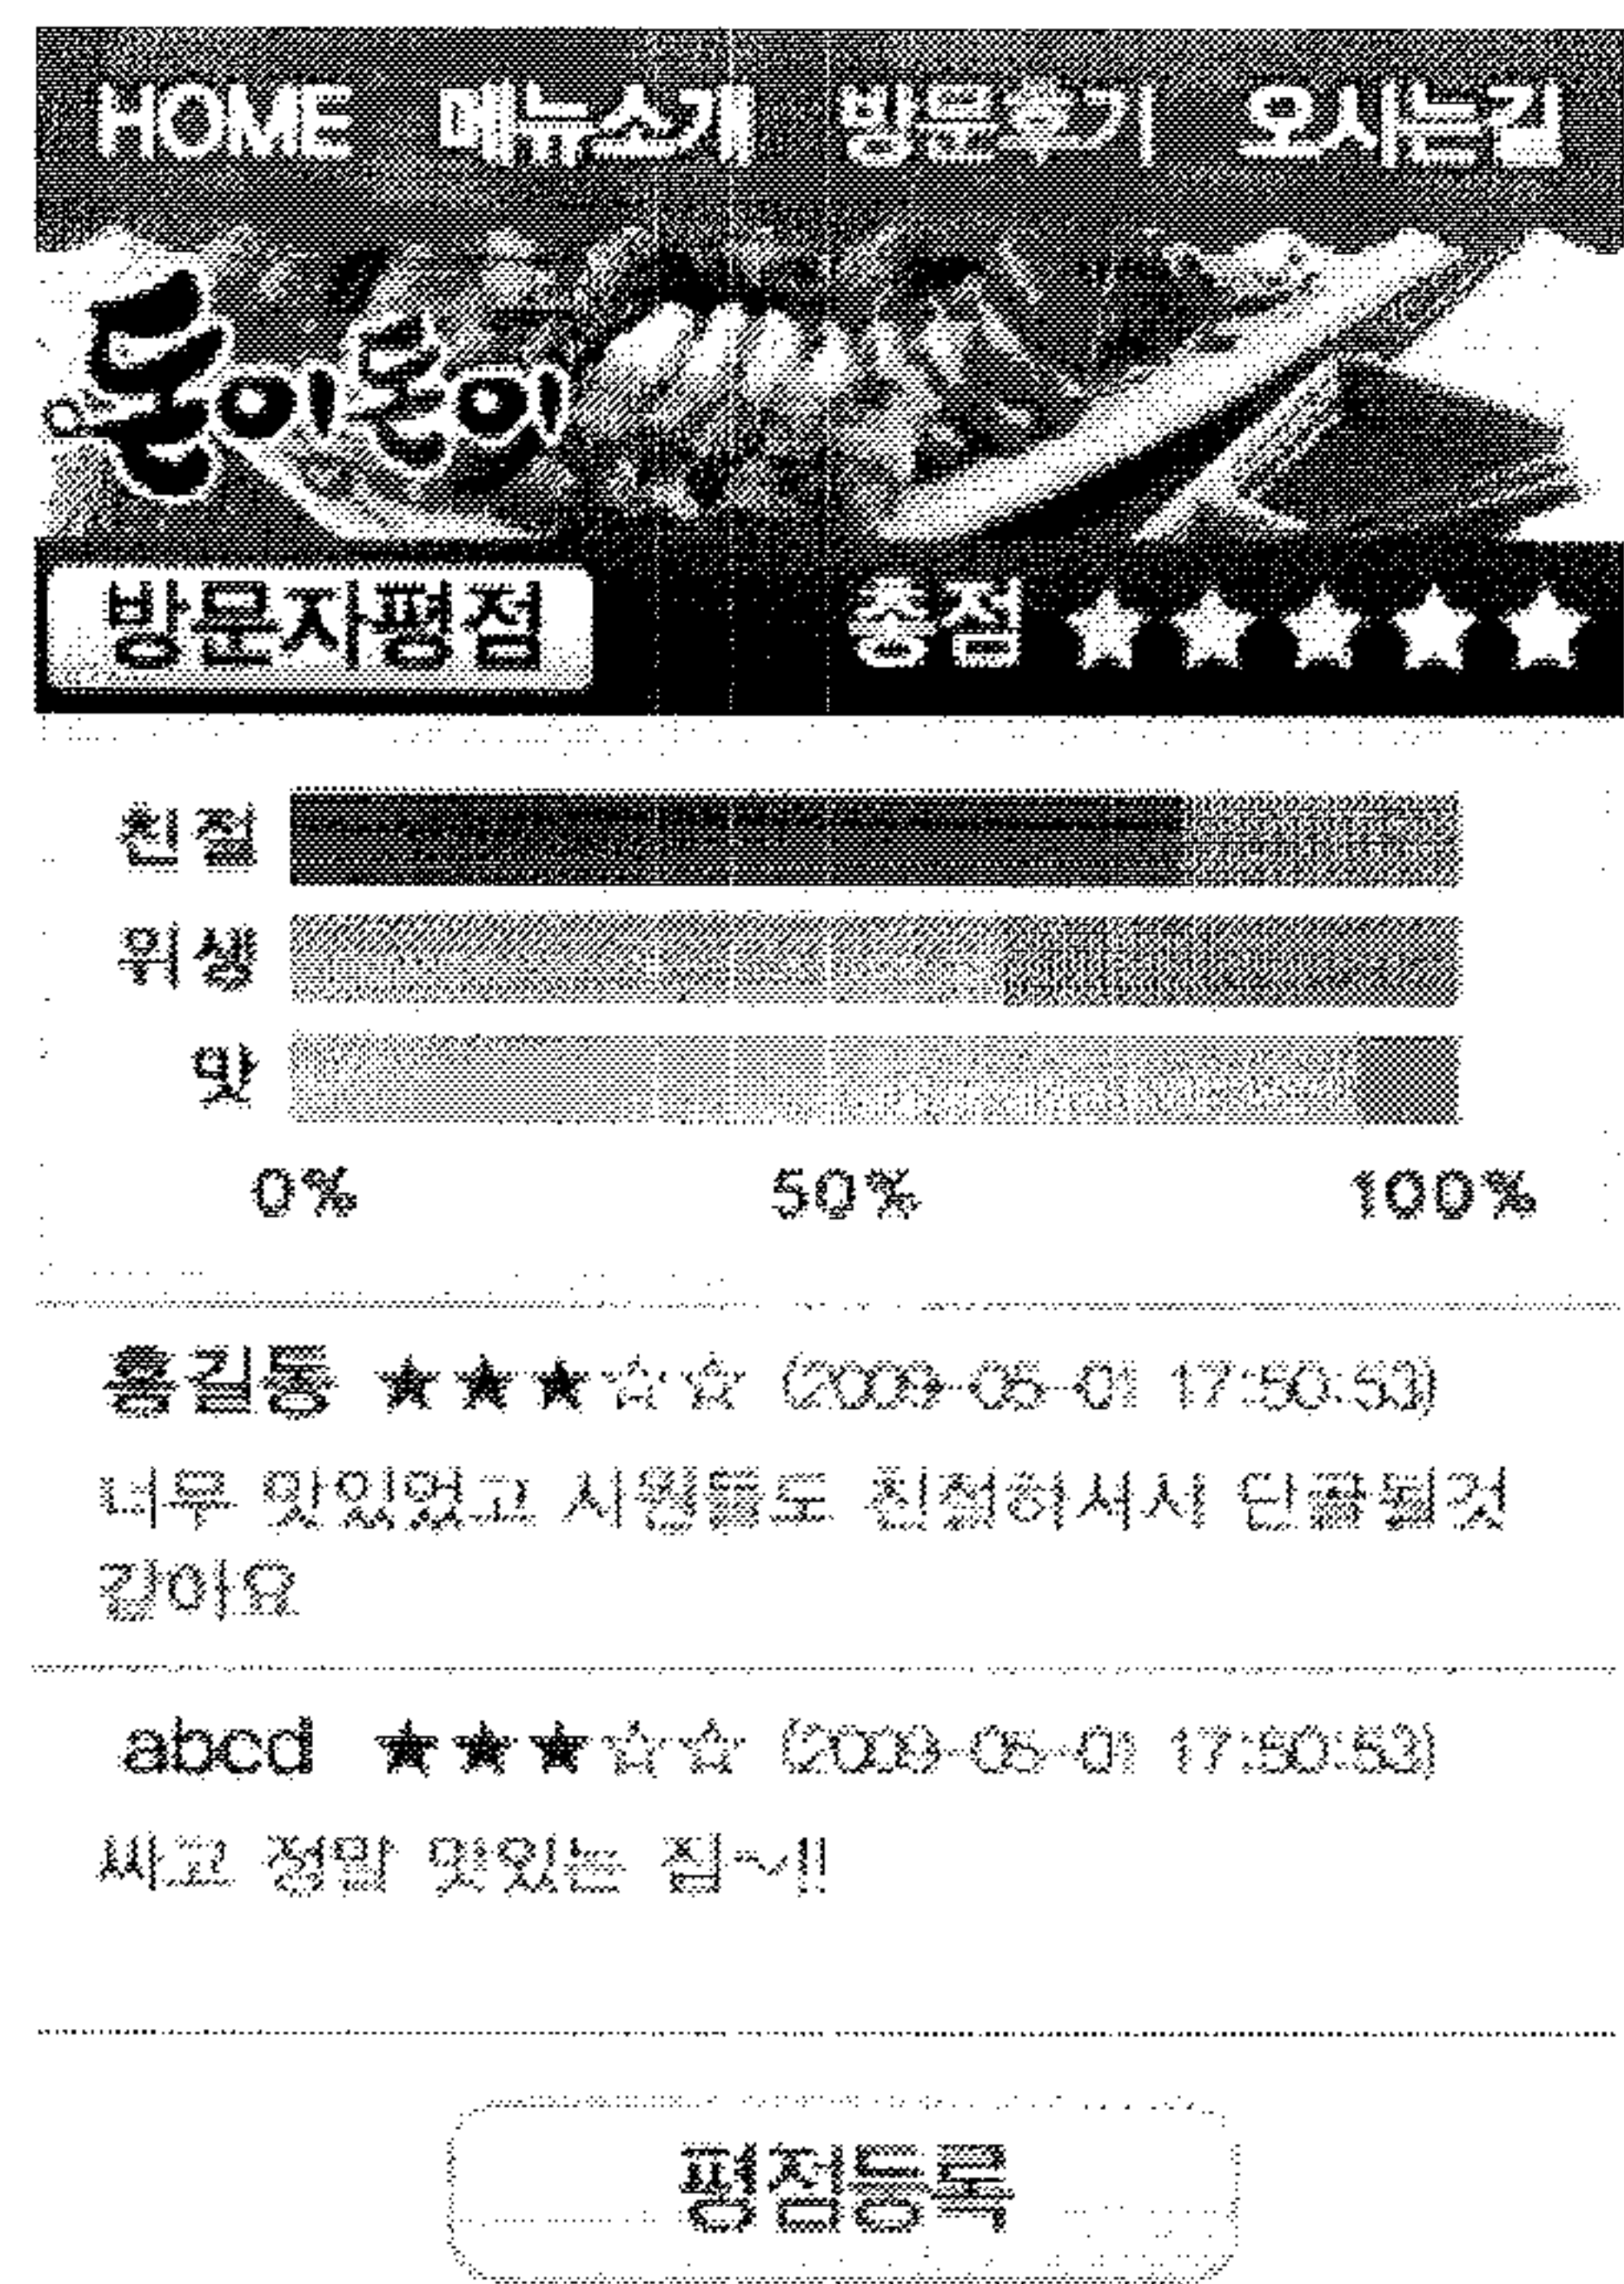 HOME 메뉴소개 방문후기 오시는길
돈이돈이
방문자평점 총점 ☆☆☆☆☆
친절
위생
맛
0% 50% 100%
홍길동 ★★★☆☆ (2009-05-01 17:50:53)
너무 맛있었고 시원들도 친절하셔서 단골될것
같아요
abcd ★★★☆☆ (2009-05-01 17:50:53)
싸고 정말 맛있는 집~!!
평점등록